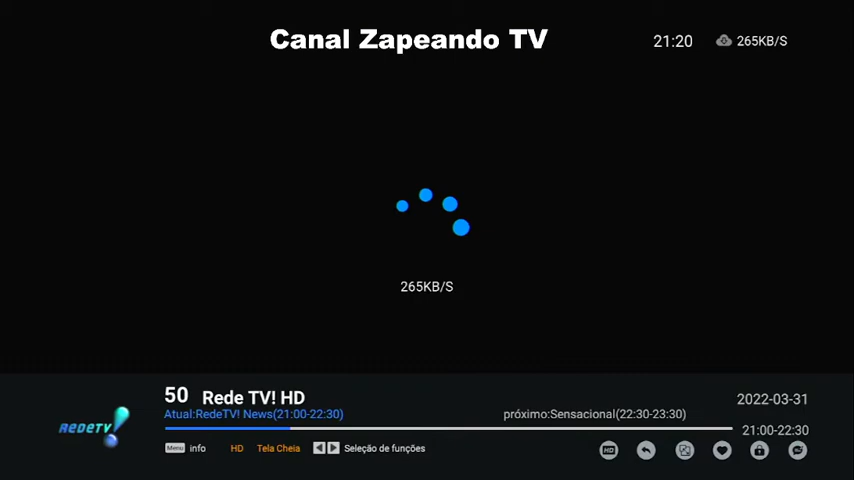 Canal Zapeando TV
21:20
265KB/S
265KB/S
50 Rede TV! HD
2022-03-31
Atual:RedeTV! News(21:00-22:30)
próximo:Sensacional(22:30-23:30)
21:00-22:30
REDETV!
Menu info HD Tela Cheia Seleção de funções
HD